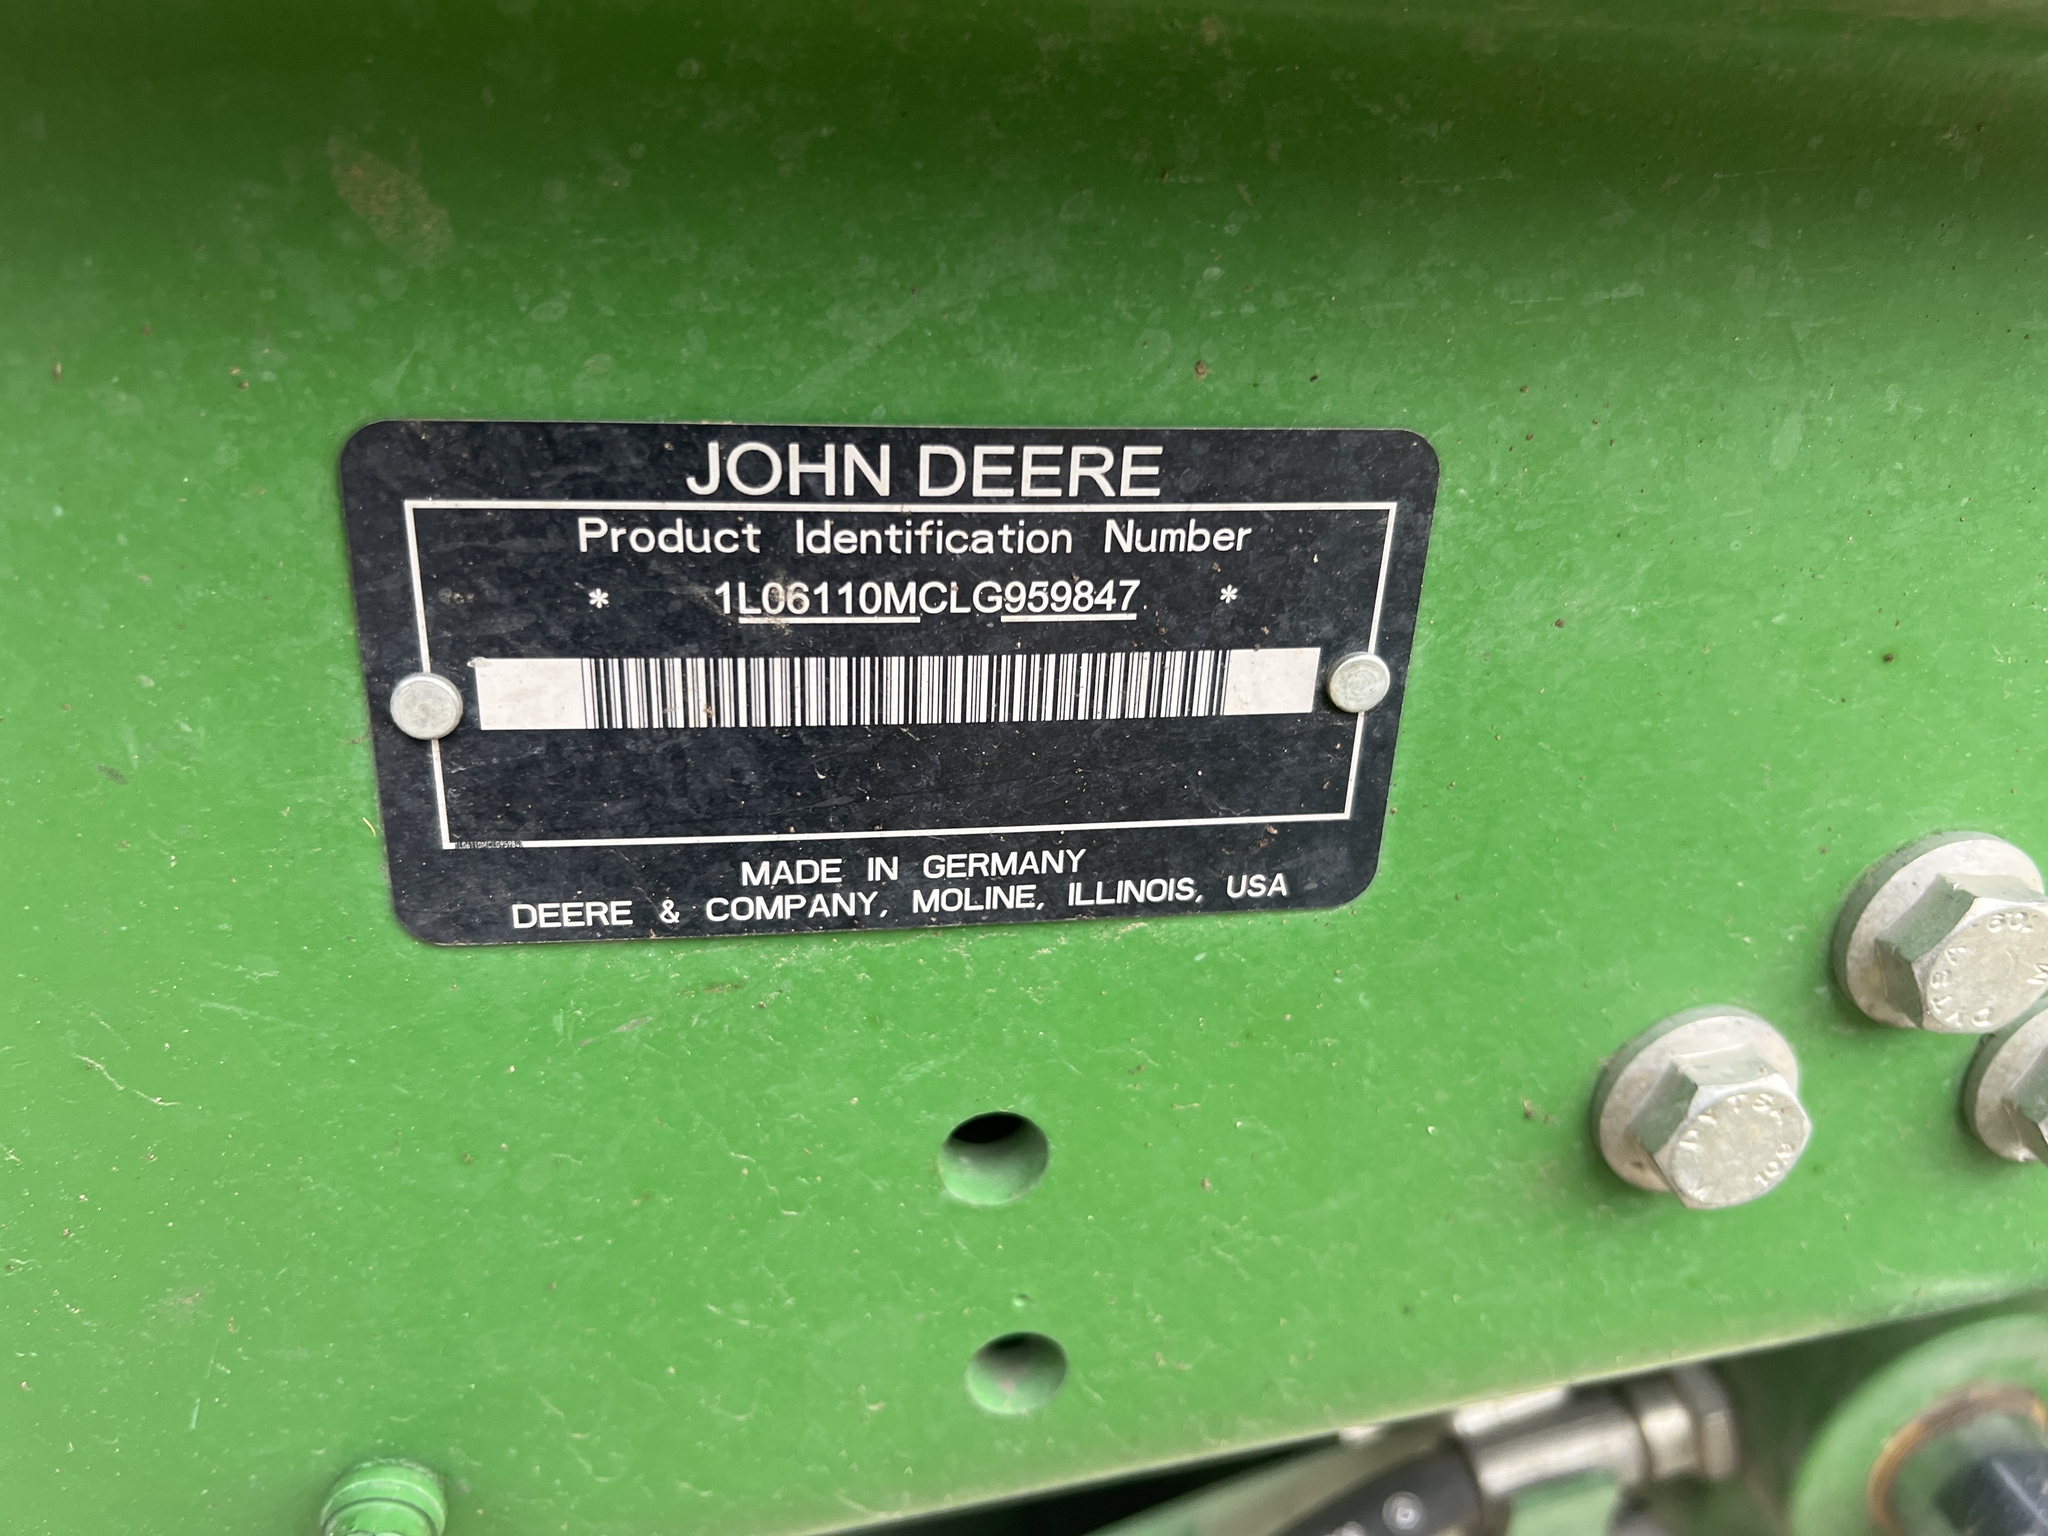 JOHN DEERE
Product Identification Number
* 1L06110MCLG959847 *
MADE IN GERMANY
DEERE & COMPANY, MOLINE, ILLINOIS, USA